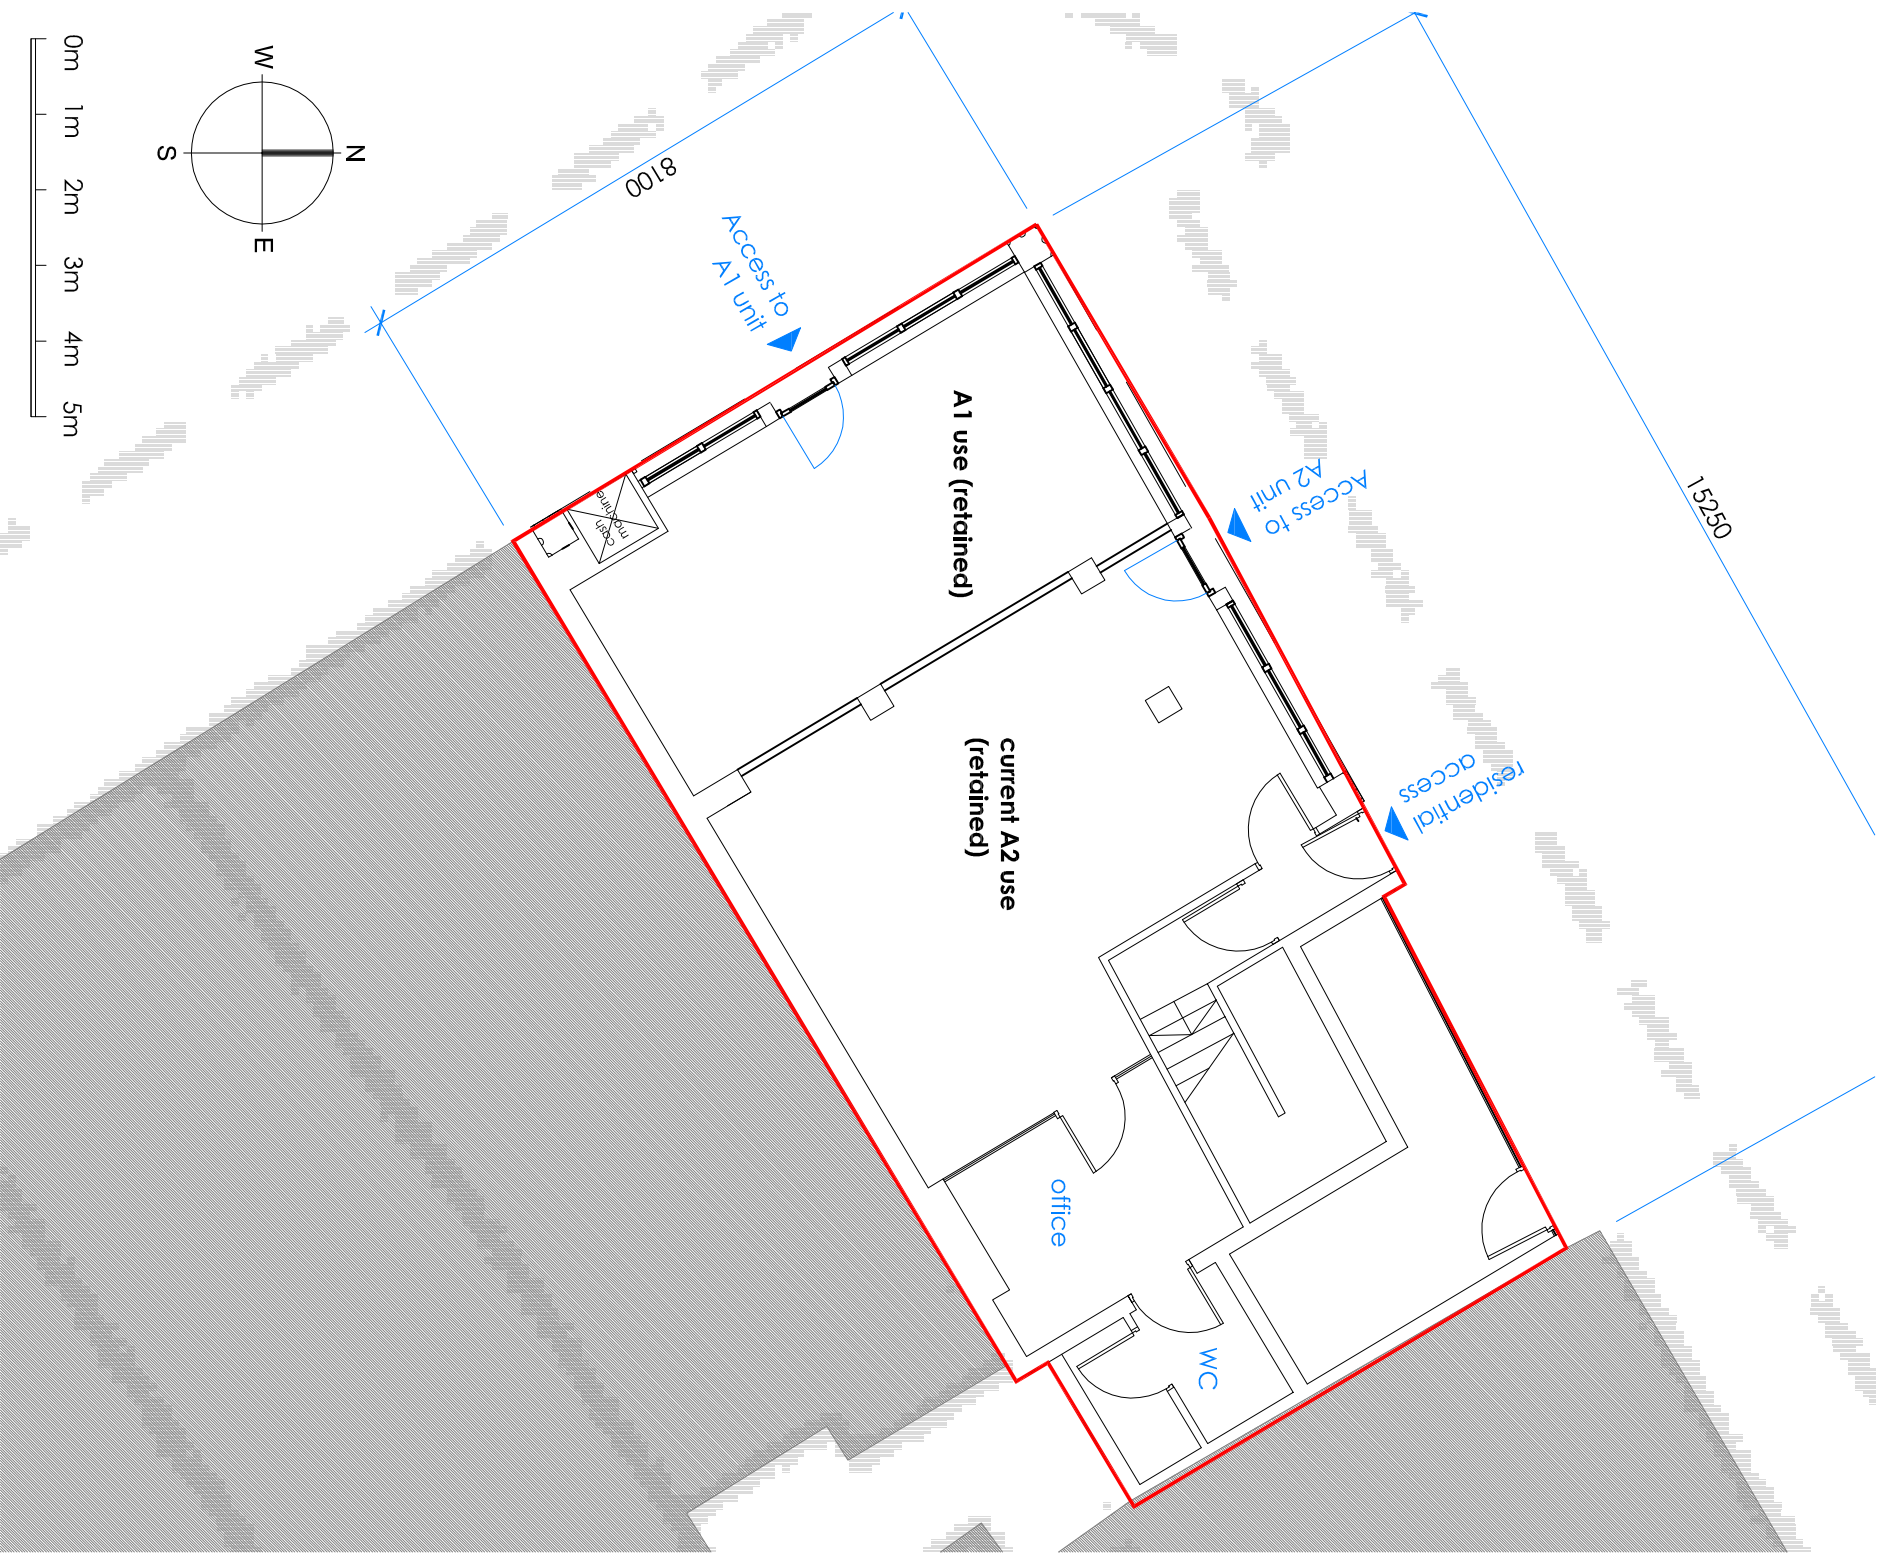 0m
1m
2m
3m
4m
5m
W
N
S
E
8100
15250
Access to
A1 unit
A1 use (retained)
cash
machine
Access to
A2 unit
residential
access
current A2 use
(retained)
Office
WC